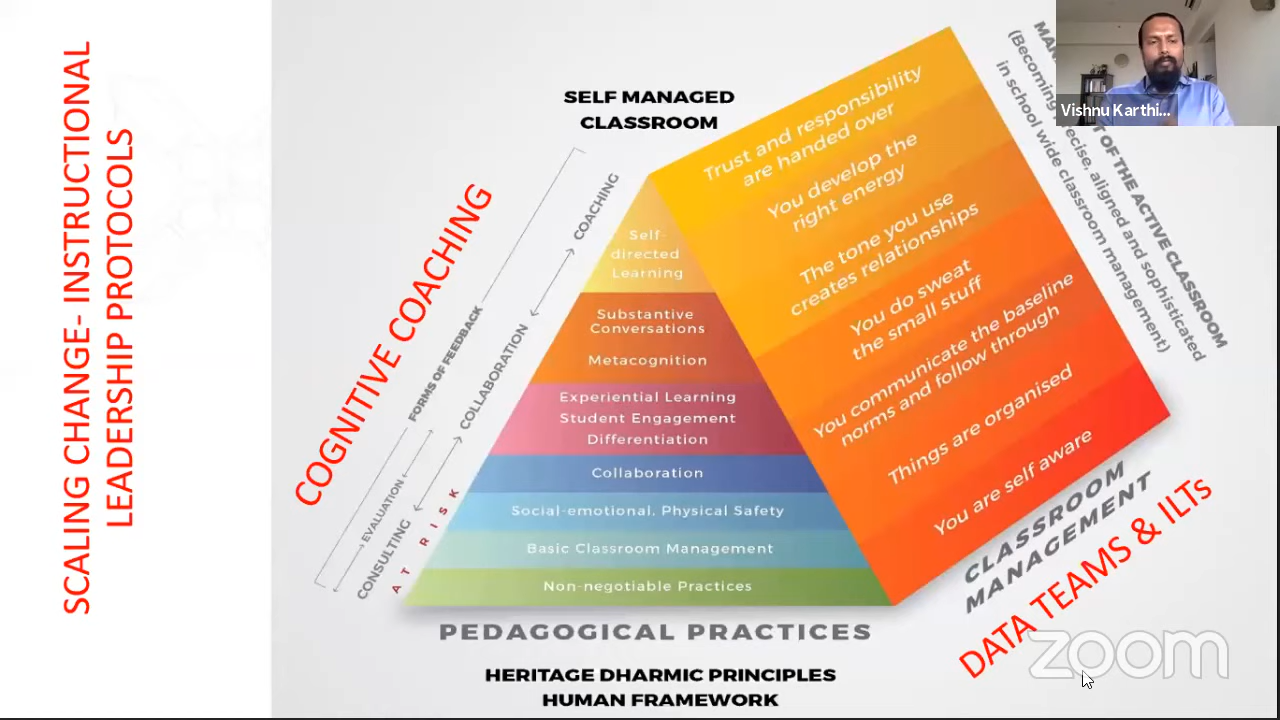 SCALING CHANGE- INSTRUCTIONAL
LEADERSHIP PROTOCOLS
COGNITIVE COACHING
SELF MANAGED
CLASSROOM
FORMS OF FEEDBACK
EVALUATION
COACHING
COLLABORATION
CONSULTING
AT RISK
Self-
directed
Learning
Substantive
Conversations
Metacognition
Experiential Learning
Student Engagement
Differentiation
Collaboration
Social-emotional, Physical Safety
Basic Classroom Management
Non-negotiable Practices
PEDAGOGICAL PRACTICES
HERITAGE DHARMIC PRINCIPLES
HUMAN FRAMEWORK
Trust and responsibility
are handed over
You develop the
right energy
The tone you use
creates relationships
You do sweat
the small stuff
You communicate the baseline
norms and follow through
Things are organised
You are self aware
CLASSROOM
MANAGEMENT
DATA TEAMS & ILTs
OF THE ACTIVE CLASSROOM
(Becoming aligned and sophisticated
in school wide classroom management)
Vishnu Karthi...
zoom